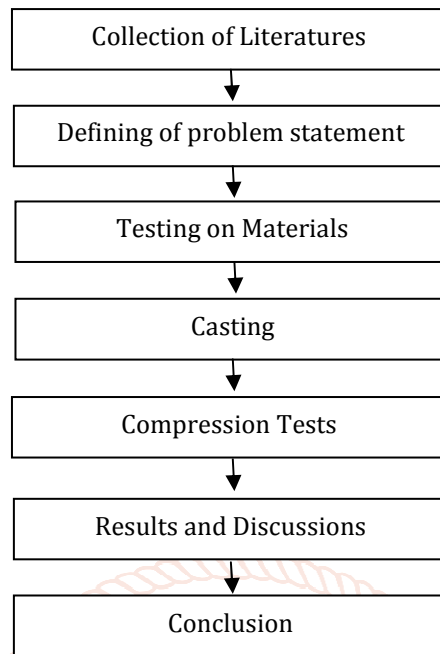 Collection of Literatures
Defining of problem statement
Testing on Materials
Casting
Compression Tests
Results and Discussions
Conclusion